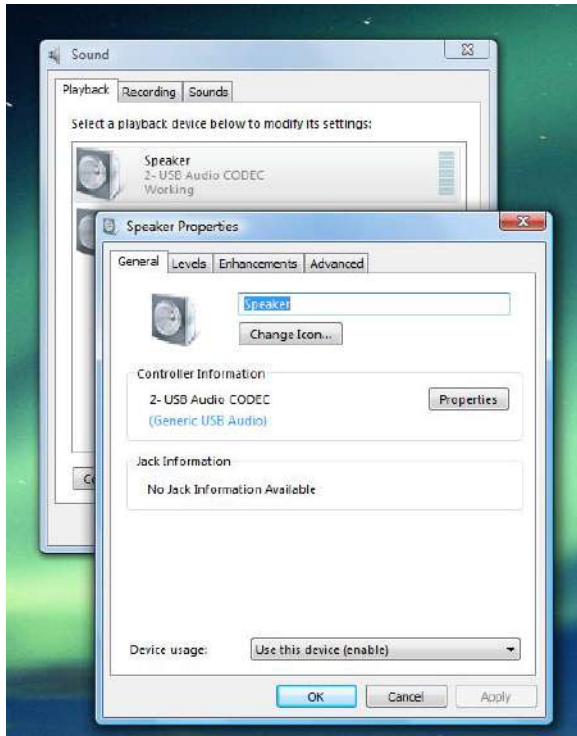 Sound
Playback Recording Sounds
Select a playback device below to modify its settings:
Speaker
2- USB Audio CODEC
Working
Speaker Properties
General Levels Enhancements Advanced
Speaker
Change Icon...
Controller Information
2- USB Audio CODEC
Properties
(Generic USB Audio)
Jack Information
No Jack Information Available
Device usage:
Use this device (enable)
OK Cancel Apply